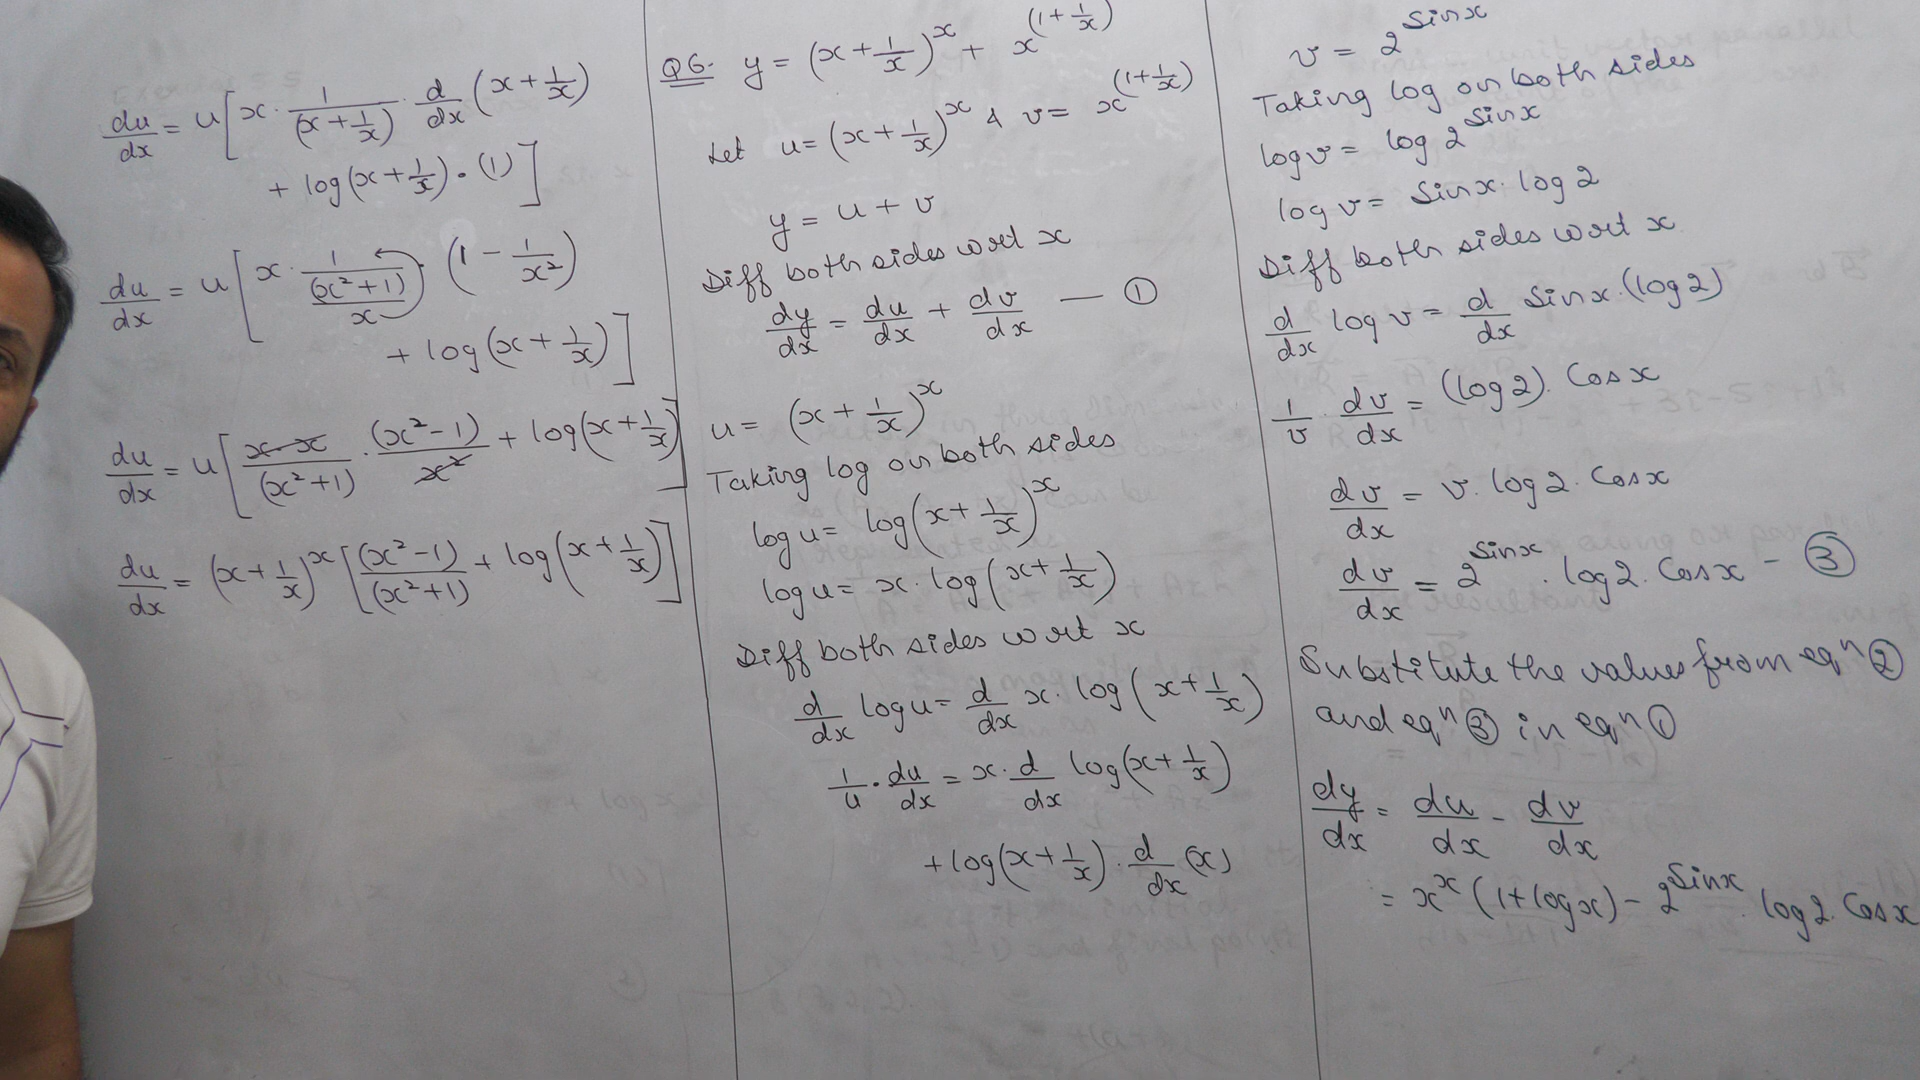 du/dx = u[x · 1/(x + 1/x) · d/dx (x + 1/x)
+ log(x + 1/x) · (1)]
du/dx = u[x · 1/((x² + 1)/x) · (1 − 1/x²)
+ log(x + 1/x)]
du/dx = u[x·x/(x² + 1) · (x² − 1)/x² + log(x + 1/x)]
du/dx = (x + 1/x)^x [(x² − 1)/(x² + 1) + log(x + 1/x)]
Q6. y = (x + 1/x)^x + x^(1 + 1/x)
Let u = (x + 1/x)^x & v = x^(1 + 1/x)
y = u + v
Diff both sides wrt x
dy/dx = du/dx + dv/dx — ①
u = (x + 1/x)^x
Taking log on both sides
log u = log(x + 1/x)^x
log u = x · log(x + 1/x)
Diff both sides wrt x
d/dx log u = d/dx x · log(x + 1/x)
1/u · du/dx = x · d/dx log(x + 1/x)
+ log(x + 1/x) · d/dx (x)
v = 2^Sinx
Taking log on both sides
log v = log 2^Sinx
log v = Sinx · log 2
Diff both sides wrt x
d/dx log v = d/dx Sinx · (log 2)
1/v · dv/dx = (log 2) · Cosx
dv/dx = v · log 2 · Cosx
dv/dx = 2^Sinx · log 2 · Cosx − ③
Substitute the values from eqⁿ ②
and eqⁿ ③ in eqⁿ ①
dy/dx = du/dx − dv/dx
= x^x (1 + log x) − 2^Sinx · log 2 · Cosx